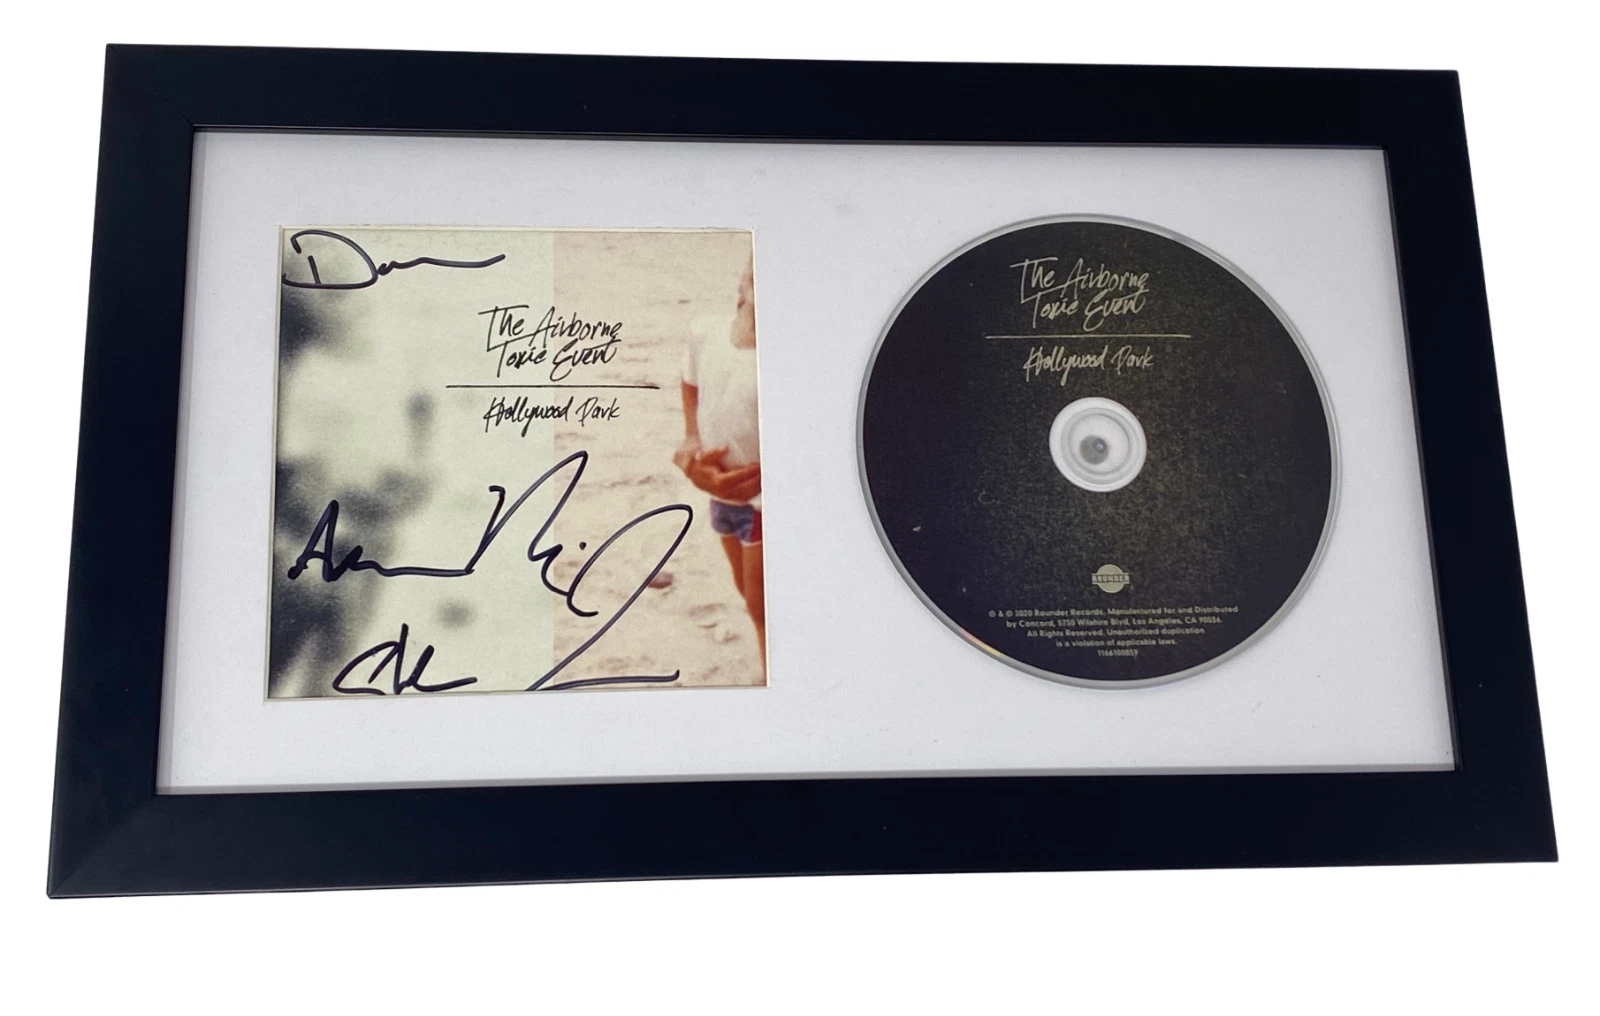 The Airborne
Toxic Event
Hollywood Park
The Airborne
Toxic Event
Hollywood Park
ROUNDER
℗ & © 2020 Rounder Records. Manufactured for and Distributed
by Concord, 5750 Wilshire Blvd, Los Angeles, CA 90036.
All Rights Reserved. Unauthorized duplication
is a violation of applicable laws.
1166100859